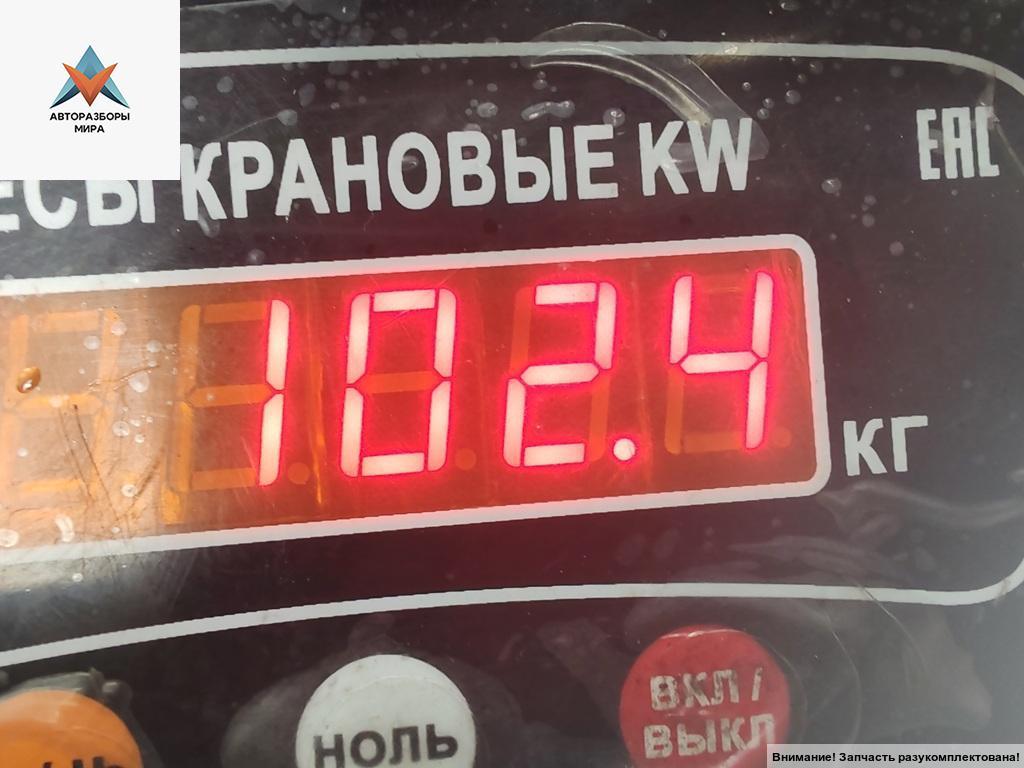 АВТОРАЗБОРЫ
МИРА
ЕСЫ КРАНОВЫЕ KW
EAC
102.4
КГ
НОЛЬ
ВКЛ /
ВЫКЛ
Внимание! Запчасть разукомплектована!